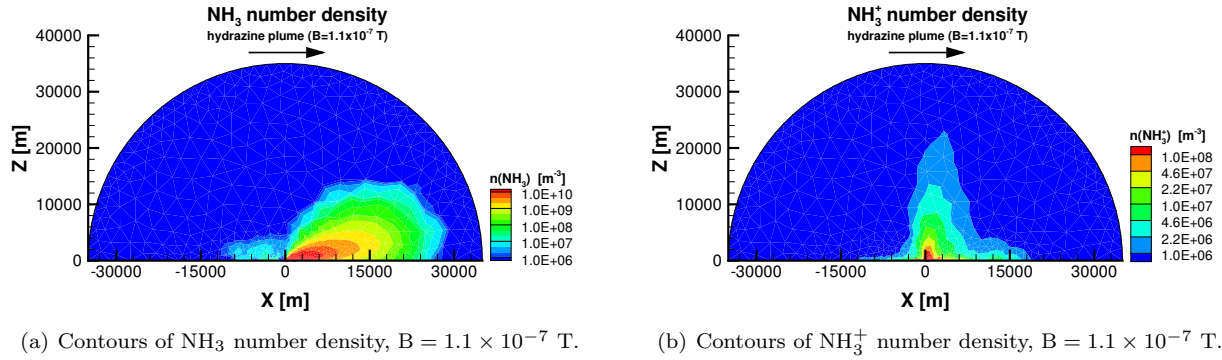 NH₃ number density
hydrazine plume (B=1.1x10⁻⁷ T)
40000
30000
20000
10000
0
Z [m]
-30000 -15000 0 15000 30000
X [m]
n(NH₃) [m⁻³]
1.0E+10
1.0E+09
1.0E+08
1.0E+07
1.0E+06
(a) Contours of NH₃ number density, B = 1.1 × 10⁻⁷ T.
NH₃⁺ number density
hydrazine plume (B=1.1x10⁻⁷ T)
40000
30000
20000
10000
0
Z [m]
-30000 -15000 0 15000 30000
X [m]
n(NH₃⁺) [m⁻³]
1.0E+08
4.6E+07
2.2E+07
1.0E+07
4.6E+06
2.2E+06
1.0E+06
(b) Contours of NH₃⁺ number density, B = 1.1 × 10⁻⁷ T.